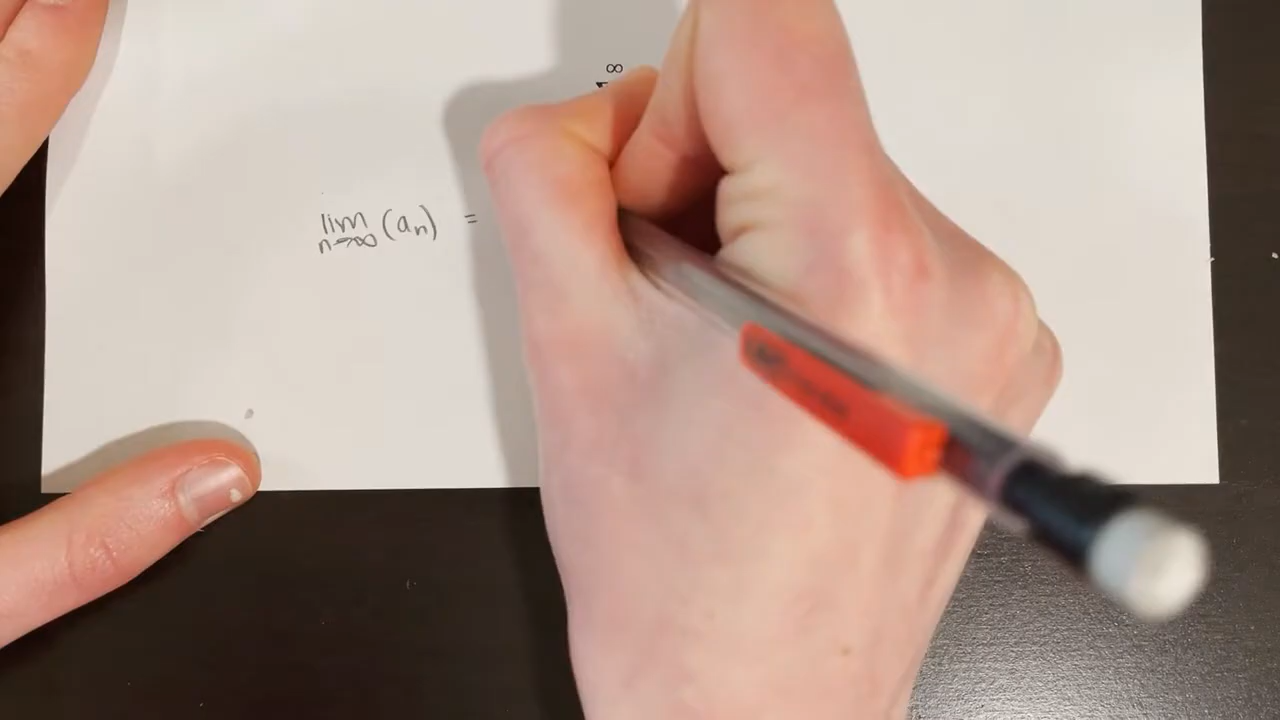 ∞
lim (aₙ) =
n→∞